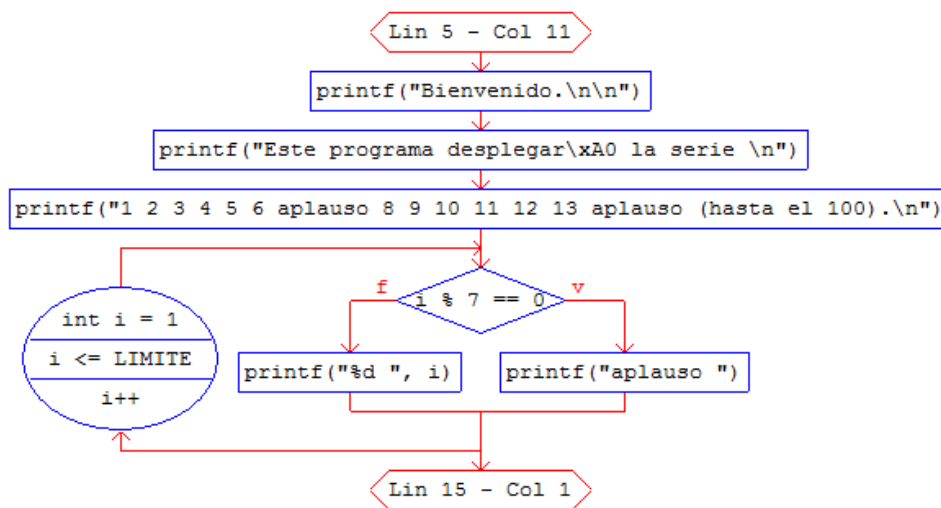 Lin 5 - Col 11
printf("Bienvenido.\n\n")
printf("Este programa desplegar\xA0 la serie \n")
printf("1 2 3 4 5 6 aplauso 8 9 10 11 12 13 aplauso (hasta el 100).\n")
f
i % 7 == 0
v
int i = 1
i <= LIMITE
i++
printf("%d ", i)
printf("aplauso ")
Lin 15 - Col 1